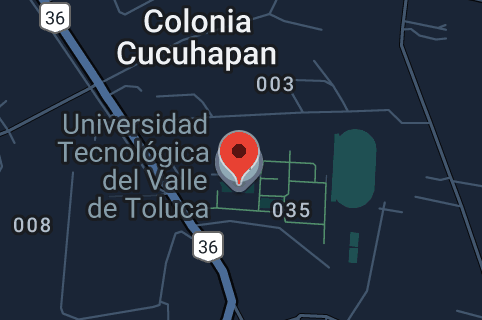 36
Colonia
Cucuhapan
003
Universidad
Tecnológica
del Valle
de Toluca
035
008
36